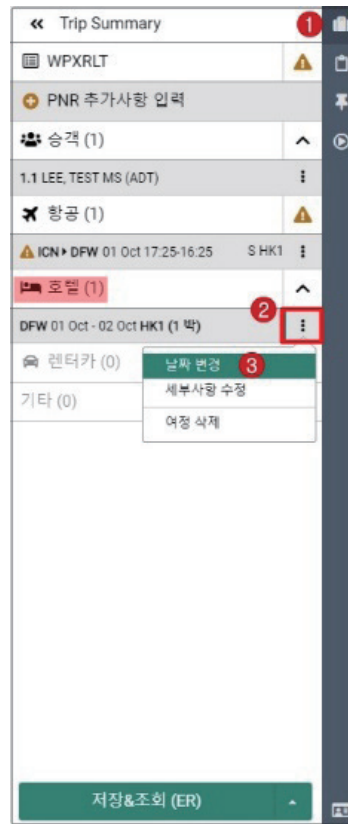 « Trip Summary
1
WPXRLT
PNR 추가사항 입력
승객 (1)
1.1 LEE, TEST MS (ADT)
항공 (1)
ICN DFW 01 Oct 17:25-16:25 S HK1
호텔 (1)
2
DFW 01 Oct - 02 Oct HK1 (1 박)
렌터카 (0)
날짜 변경 3
세부사항 수정
기타 (0)
여정 삭제
저장&조회 (ER)